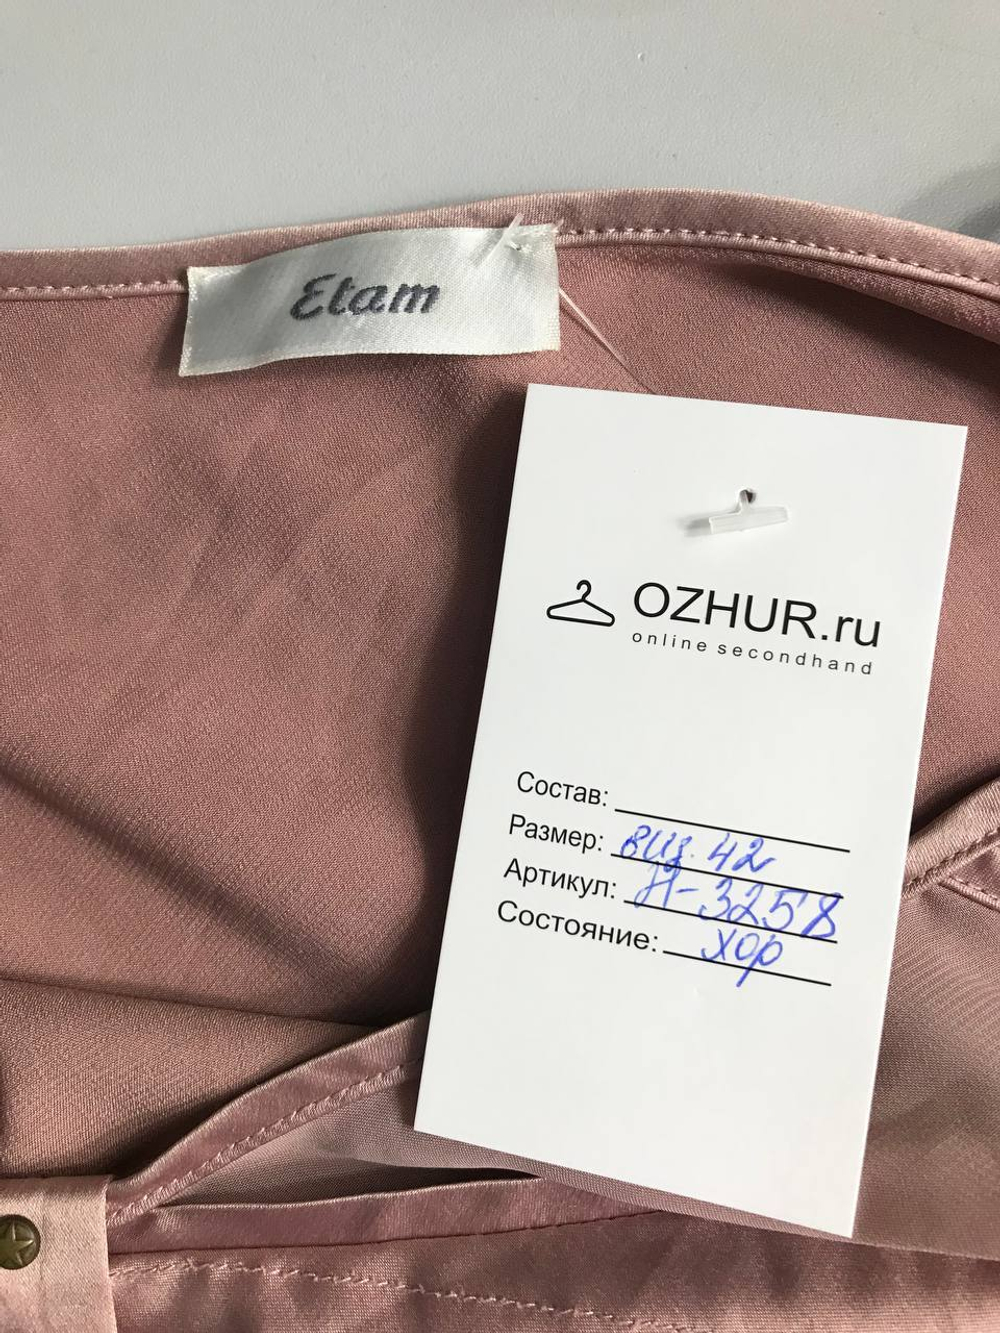 Etam
OZHUR.ru
online secondhand
Состав:
Размер: виз. 42
Артикул: Н-3258
Состояние: хор